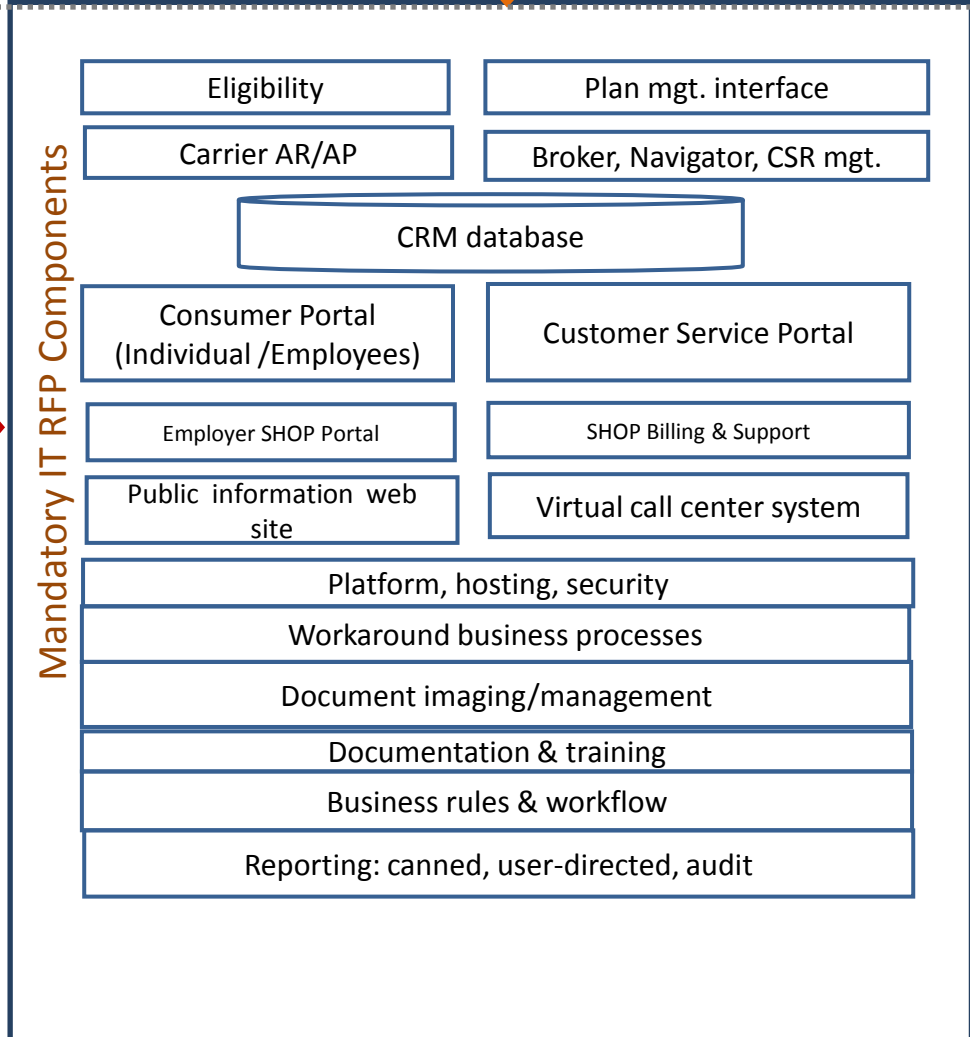 Mandatory IT RFP Components
Eligibility
Plan mgt. interface
Carrier AR/AP
Broker, Navigator, CSR mgt.
CRM database
Consumer Portal
(Individual /Employees)
Customer Service Portal
Employer SHOP Portal
SHOP Billing & Support
Public information web
site
Virtual call center system
Platform, hosting, security
Workaround business processes
Document imaging/management
Documentation & training
Business rules & workflow
Reporting: canned, user-directed, audit